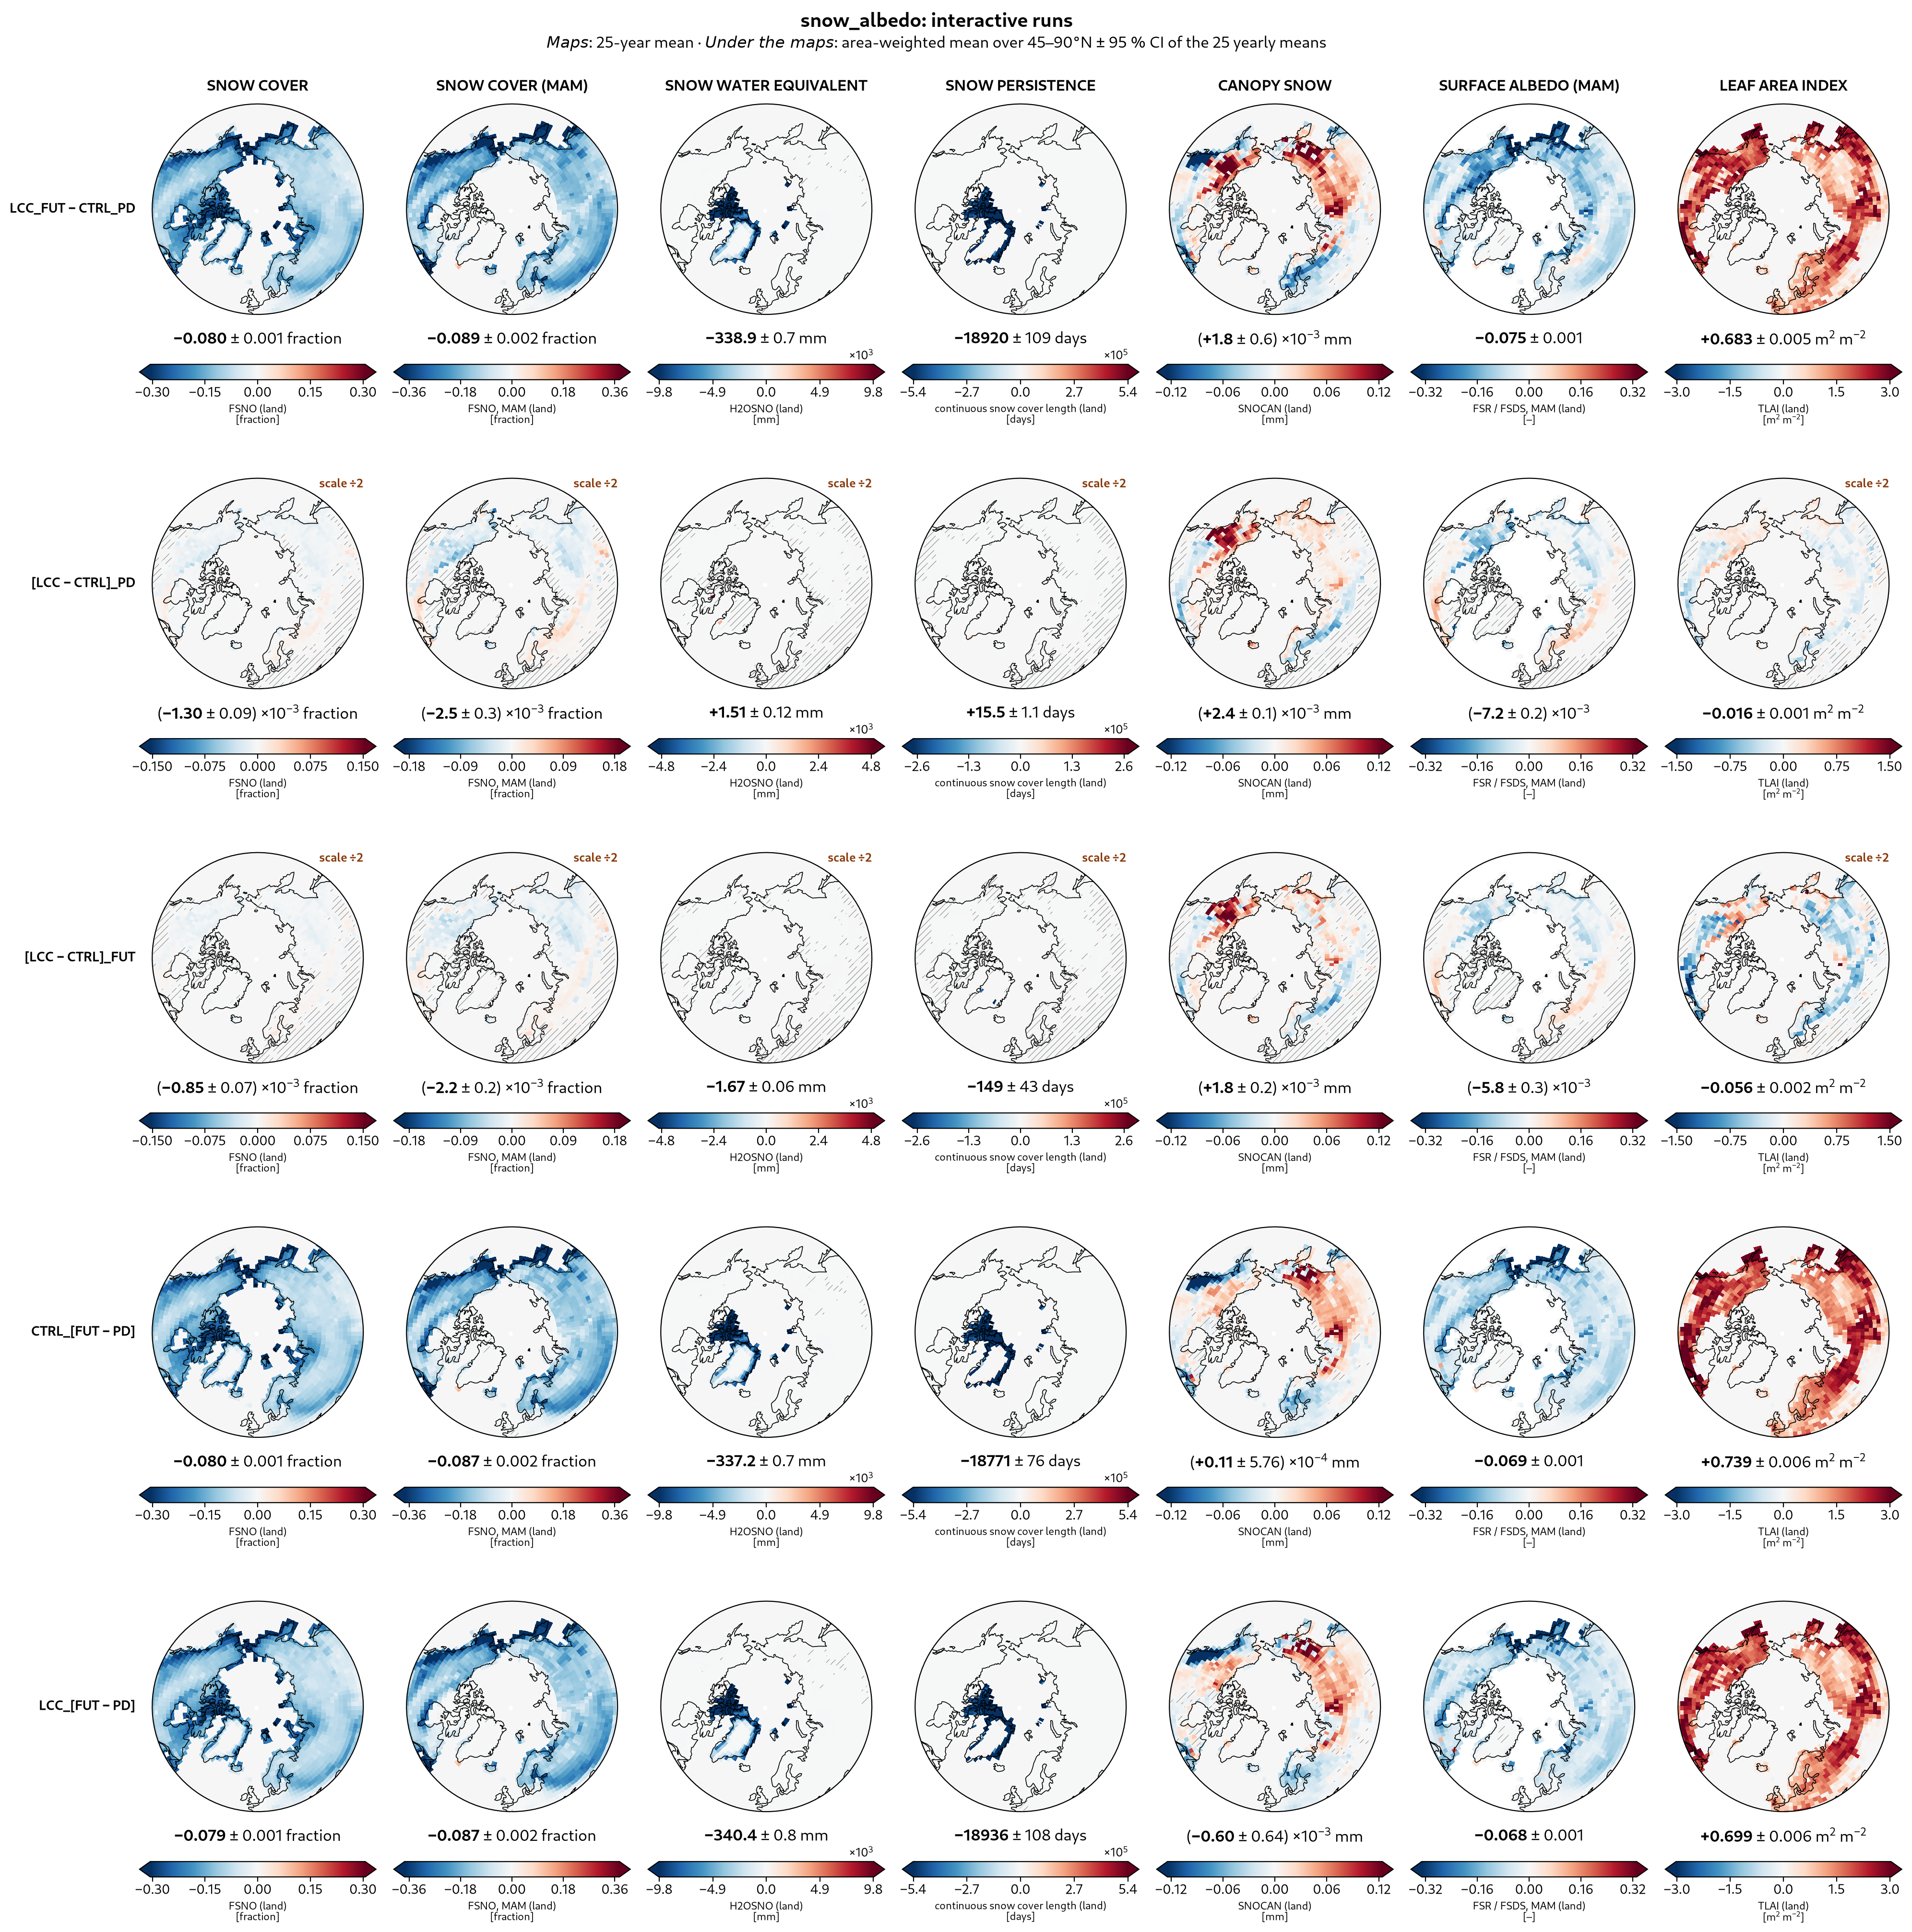 snow_albedo: interactive runs
Maps: 25-year mean · Under the maps: area-weighted mean over 45–90°N ± 95 % CI of the 25 yearly means
SNOW COVER SNOW COVER (MAM) SNOW WATER EQUIVALENT SNOW PERSISTENCE CANOPY SNOW SURFACE ALBEDO (MAM) LEAF AREA INDEX
LCC_FUT − CTRL_PD
−0.080 ± 0.001 fraction −0.089 ± 0.002 fraction −338.9 ± 0.7 mm −18920 ± 109 days (+1.8 ± 0.6) ×10⁻³ mm −0.075 ± 0.001 +0.683 ± 0.005 m² m⁻²
×10³ ×10⁵
−0.30 −0.15 0.00 0.15 0.30 −0.36 −0.18 0.00 0.18 0.36 −9.8 −4.9 0.0 4.9 9.8 −5.4 −2.7 0.0 2.7 5.4 −0.12 −0.06 0.00 0.06 0.12 −0.32 −0.16 0.00 0.16 0.32 −3.0 −1.5 0.0 1.5 3.0
FSNO (land) FSNO, MAM (land) H2OSNO (land) continuous snow cover length (land) SNOCAN (land) FSR / FSDS, MAM (land) TLAI (land)
[fraction] [fraction] [mm] [days] [mm] [–] [m² m⁻²]
scale ÷2 scale ÷2 scale ÷2 scale ÷2 scale ÷2
[LCC − CTRL]_PD
(−1.30 ± 0.09) ×10⁻³ fraction (−2.5 ± 0.3) ×10⁻³ fraction +1.51 ± 0.12 mm +15.5 ± 1.1 days (+2.4 ± 0.1) ×10⁻³ mm (−7.2 ± 0.2) ×10⁻³ −0.016 ± 0.001 m² m⁻²
×10³ ×10⁵
−0.150 −0.075 0.000 0.075 0.150 −0.18 −0.09 0.00 0.09 0.18 −4.8 −2.4 0.0 2.4 4.8 −2.6 −1.3 0.0 1.3 2.6 −0.12 −0.06 0.00 0.06 0.12 −0.32 −0.16 0.00 0.16 0.32 −1.50 −0.75 0.00 0.75 1.50
FSNO (land) FSNO, MAM (land) H2OSNO (land) continuous snow cover length (land) SNOCAN (land) FSR / FSDS, MAM (land) TLAI (land)
[fraction] [fraction] [mm] [days] [mm] [–] [m² m⁻²]
scale ÷2 scale ÷2 scale ÷2 scale ÷2 scale ÷2
[LCC − CTRL]_FUT
(−0.85 ± 0.07) ×10⁻³ fraction (−2.2 ± 0.2) ×10⁻³ fraction −1.67 ± 0.06 mm −149 ± 43 days (+1.8 ± 0.2) ×10⁻³ mm (−5.8 ± 0.3) ×10⁻³ −0.056 ± 0.002 m² m⁻²
×10³ ×10⁵
−0.150 −0.075 0.000 0.075 0.150 −0.18 −0.09 0.00 0.09 0.18 −4.8 −2.4 0.0 2.4 4.8 −2.6 −1.3 0.0 1.3 2.6 −0.12 −0.06 0.00 0.06 0.12 −0.32 −0.16 0.00 0.16 0.32 −1.50 −0.75 0.00 0.75 1.50
FSNO (land) FSNO, MAM (land) H2OSNO (land) continuous snow cover length (land) SNOCAN (land) FSR / FSDS, MAM (land) TLAI (land)
[fraction] [fraction] [mm] [days] [mm] [–] [m² m⁻²]
CTRL_[FUT − PD]
−0.080 ± 0.001 fraction −0.087 ± 0.002 fraction −337.2 ± 0.7 mm −18771 ± 76 days (+0.11 ± 5.76) ×10⁻⁴ mm −0.069 ± 0.001 +0.739 ± 0.006 m² m⁻²
×10³ ×10⁵
−0.30 −0.15 0.00 0.15 0.30 −0.36 −0.18 0.00 0.18 0.36 −9.8 −4.9 0.0 4.9 9.8 −5.4 −2.7 0.0 2.7 5.4 −0.12 −0.06 0.00 0.06 0.12 −0.32 −0.16 0.00 0.16 0.32 −3.0 −1.5 0.0 1.5 3.0
FSNO (land) FSNO, MAM (land) H2OSNO (land) continuous snow cover length (land) SNOCAN (land) FSR / FSDS, MAM (land) TLAI (land)
[fraction] [fraction] [mm] [days] [mm] [–] [m² m⁻²]
LCC_[FUT − PD]
−0.079 ± 0.001 fraction −0.087 ± 0.002 fraction −340.4 ± 0.8 mm −18936 ± 108 days (−0.60 ± 0.64) ×10⁻³ mm −0.068 ± 0.001 +0.699 ± 0.006 m² m⁻²
×10³ ×10⁵
−0.30 −0.15 0.00 0.15 0.30 −0.36 −0.18 0.00 0.18 0.36 −9.8 −4.9 0.0 4.9 9.8 −5.4 −2.7 0.0 2.7 5.4 −0.12 −0.06 0.00 0.06 0.12 −0.32 −0.16 0.00 0.16 0.32 −3.0 −1.5 0.0 1.5 3.0
FSNO (land) FSNO, MAM (land) H2OSNO (land) continuous snow cover length (land) SNOCAN (land) FSR / FSDS, MAM (land) TLAI (land)
[fraction] [fraction] [mm] [days] [mm] [–] [m² m⁻²]